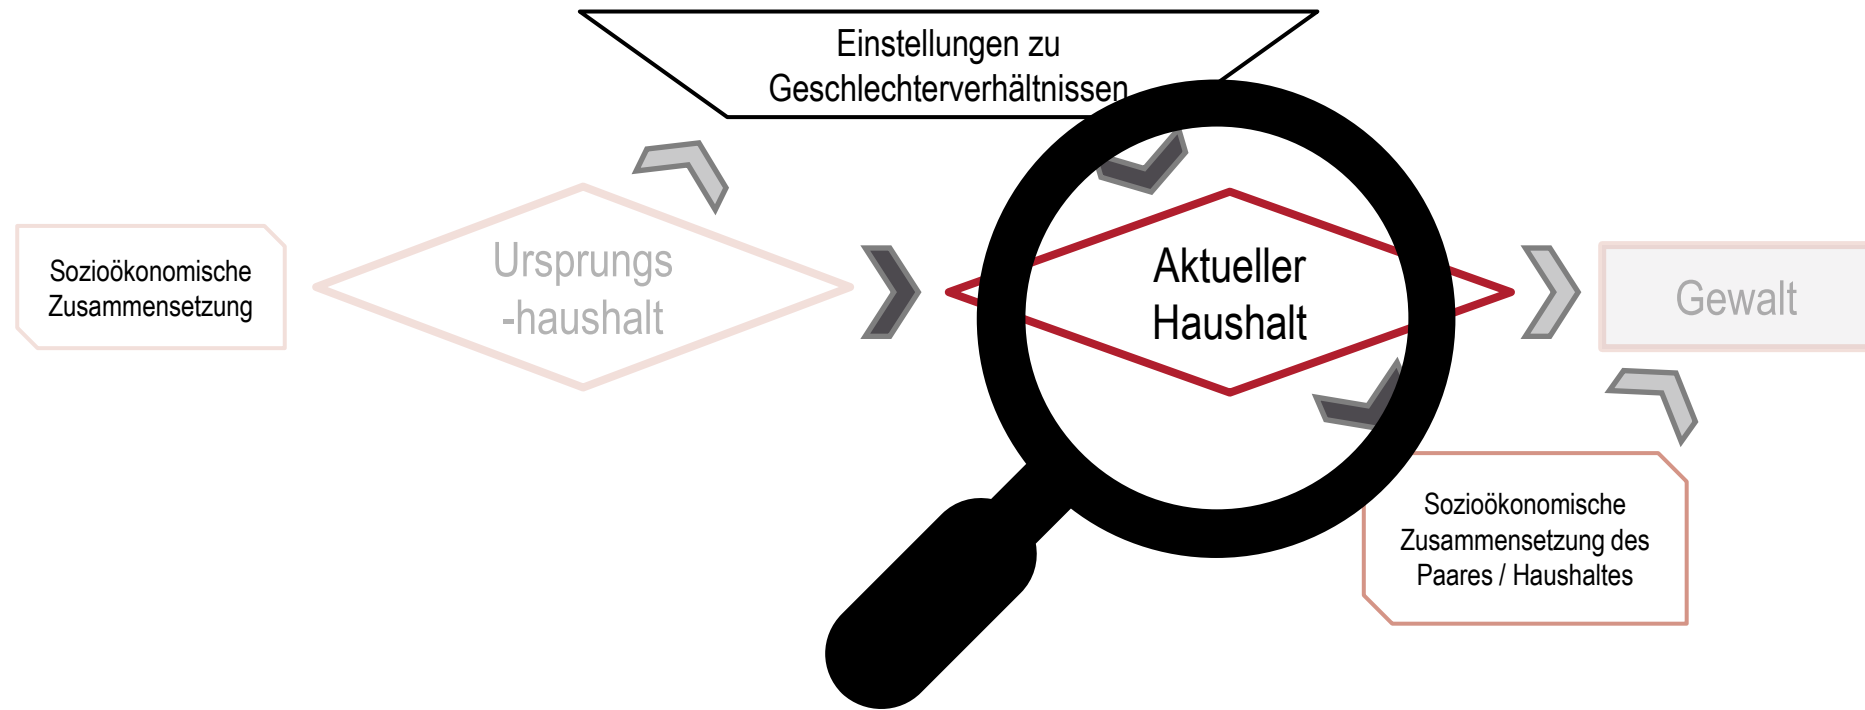 Einstellungen zu
Geschlechterverhältnissen
Sozioökonomische
Zusammensetzung
Ursprungs
-haushalt
Aktueller
Haushalt
Gewalt
Sozioökonomische
Zusammensetzung des
Paares / Haushaltes